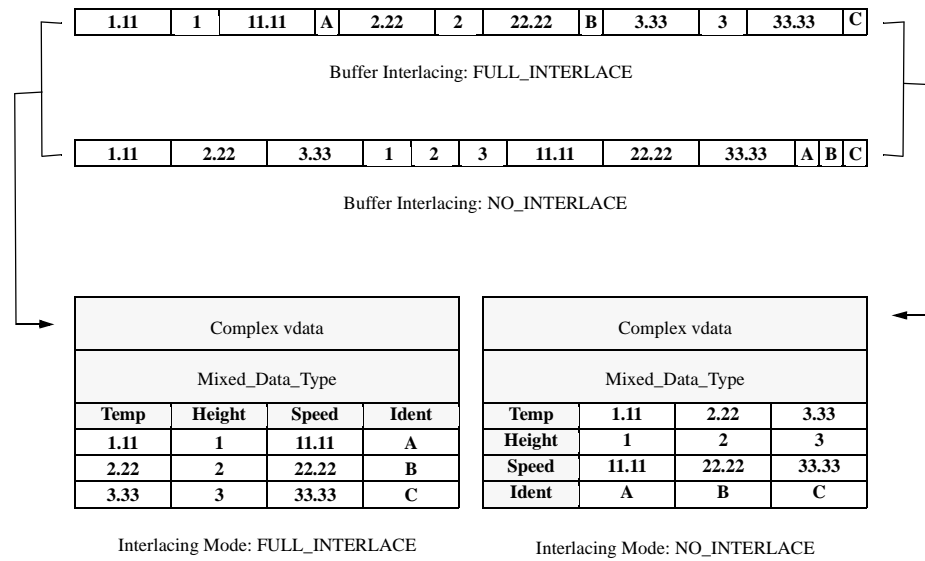 1.11 1 11.11 A 2.22 2 22.22 B 3.33 3 33.33 C
Buffer Interlacing: FULL_INTERLACE
1.11 2.22 3.33 1 2 3 11.11 22.22 33.33 A B C
Buffer Interlacing: NO_INTERLACE
Complex vdata
Mixed_Data_Type
Temp Height Speed Ident
1.11 1 11.11 A
2.22 2 22.22 B
3.33 3 33.33 C
Interlacing Mode: FULL_INTERLACE
Complex vdata
Mixed_Data_Type
Temp 1.11 2.22 3.33
Height 1 2 3
Speed 11.11 22.22 33.33
Ident A B C
Interlacing Mode: NO_INTERLACE